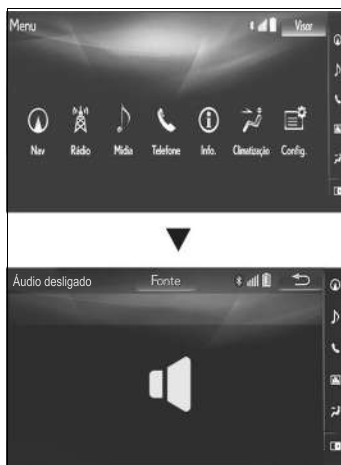 Menu
Visor
Nav Rádio Mídia Telefone Info. Climatização Config.
Áudio desligado Fonte